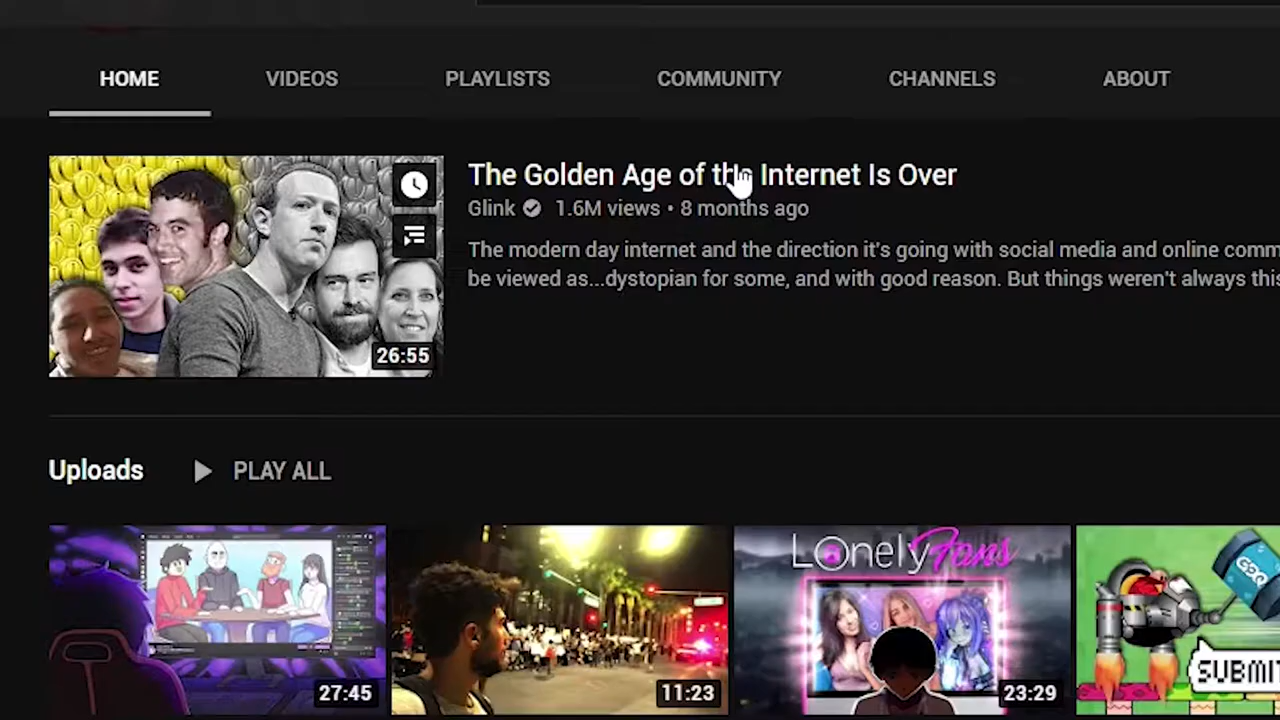 HOME VIDEOS PLAYLISTS COMMUNITY CHANNELS ABOUT
The Golden Age of the Internet Is Over
Glink 1.6M views • 8 months ago
The modern day internet and the direction it's going with social media and online comm
be viewed as...dystopian for some, and with good reason. But things weren't always this
26:55
Uploads PLAY ALL
LonelyFans
SUBMIT
27:45 11:23 23:29